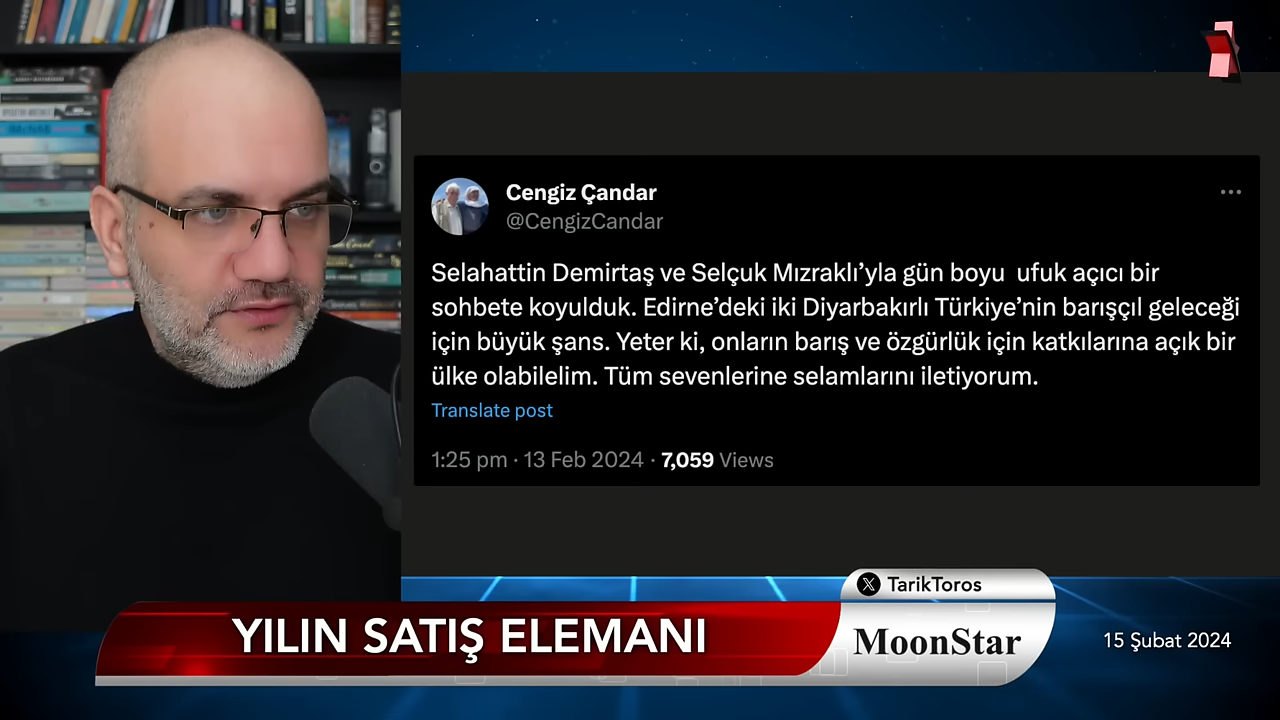 Cengiz Çandar
@CengizCandar
Selahattin Demirtaş ve Selçuk Mızraklı’yla gün boyu  ufuk açıcı bir
sohbete koyulduk. Edirne’deki iki Diyarbakırlı Türkiye’nin barışçıl geleceği
için büyük şans. Yeter ki, onların barış ve özgürlük için katkılarına açık bir
ülke olabilelim. Tüm sevenlerine selamlarını iletiyorum.
Translate post
1:25 pm · 13 Feb 2024 · 7,059 Views
TarikToros
YILIN SATIŞ ELEMANI
MoonStar
15 Şubat 2024